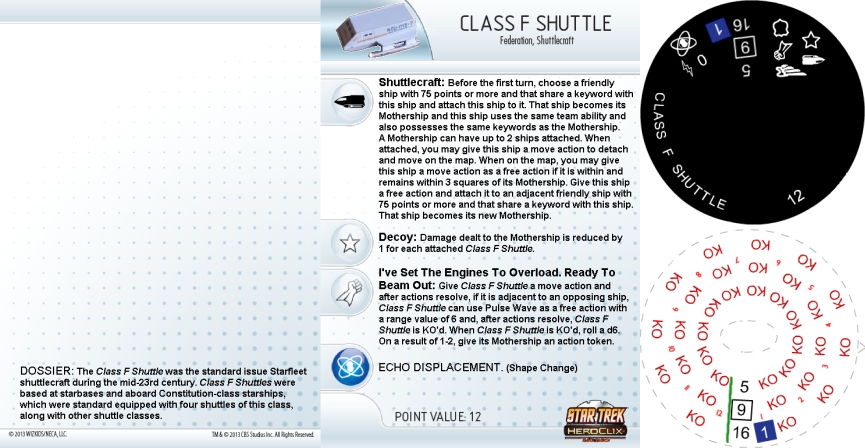 DOSSIER: The Class F Shuttle was the standard issue Starfleet
shuttlecraft during the mid-23rd century. Class F Shuttles were
based at starbases and aboard Constitution-class starships,
which were standard equipped with four shuttles of this class,
along with other shuttle classes.
© 2013 WIZKIDS/NECA, LLC.
TM & © 2013 CBS Studios Inc. All Rights Reserved.
CLASS F SHUTTLE
Federation, Shuttlecraft
Shuttlecraft: Before the first turn, choose a friendly
ship with 75 points or more and that share a keyword with
this ship and attach this ship to it. That ship becomes its
Mothership and this ship uses the same team ability and
also possesses the same keywords as the Mothership.
A Mothership can have up to 2 ships attached. When
attached, you may give this ship a move action to detach
and move on the map. When on the map, you may give
this ship a move action as a free action if it is within and
remains within 3 squares of its Mothership. Give this ship
a free action and attach it to an adjacent friendly ship with
75 points or more and that share a keyword with this ship.
That ship becomes its new Mothership.
Decoy: Damage dealt to the Mothership is reduced by
1 for each attached Class F Shuttle.
I've Set The Engines To Overload. Ready To
Beam Out: Give Class F Shuttle a move action and
after actions resolve, if it is adjacent to an opposing ship,
Class F Shuttle can use Pulse Wave as a free action with
a range value of 6 and, after actions resolve, Class F
Shuttle is KO'd. When Class F Shuttle is KO'd, roll a d6.
On a result of 1-2, give its Mothership an action token.
ECHO DISPLACEMENT. (Shape Change)
POINT VALUE: 12
STAR TREK
HEROCLIX
1 16
9
0 5
CLASS F SHUTTLE
12
KO KO KO KO KO KO KO KO KO KO KO
KO KO KO KO KO KO KO KO KO KO KO
KO KO KO KO KO KO KO KO KO KO KO
5
9
16 1